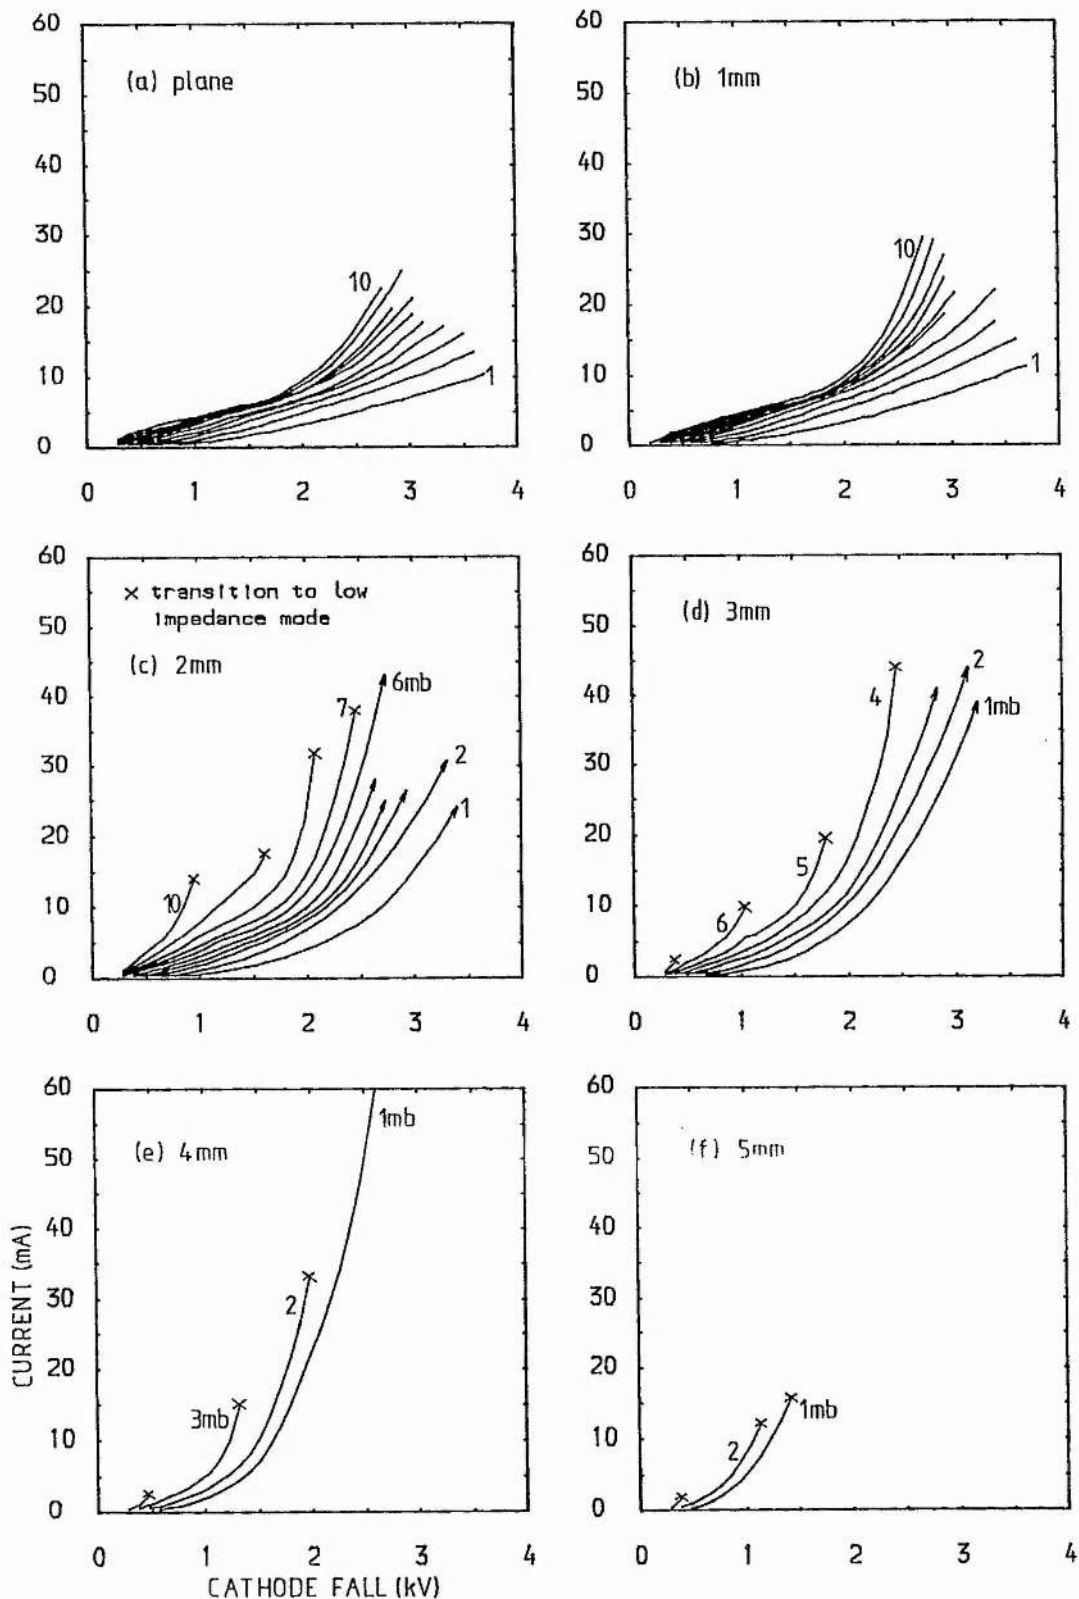 60
50
40
30
20
10
0
(a) plane
10
1
0 1 2 3 4
60
50
40
30
20
10
0
(b) 1mm
10
1
0 1 2 3 4
60
50
40
30
20
10
0
× transition to low
impedance mode
(c) 2mm
6mb
7
2
1
10
0 1 2 3 4
60
50
40
30
20
10
0
(d) 3mm
2
4
1mb
5
6
0 1 2 3 4
60
50
40
30
20
10
0
CURRENT (mA)
1mb
(e) 4mm
2
3mb
0 1 2 3 4
CATHODE FALL (kV)
60
50
40
30
20
10
0
(f) 5mm
1mb
2
0 1 2 3 4